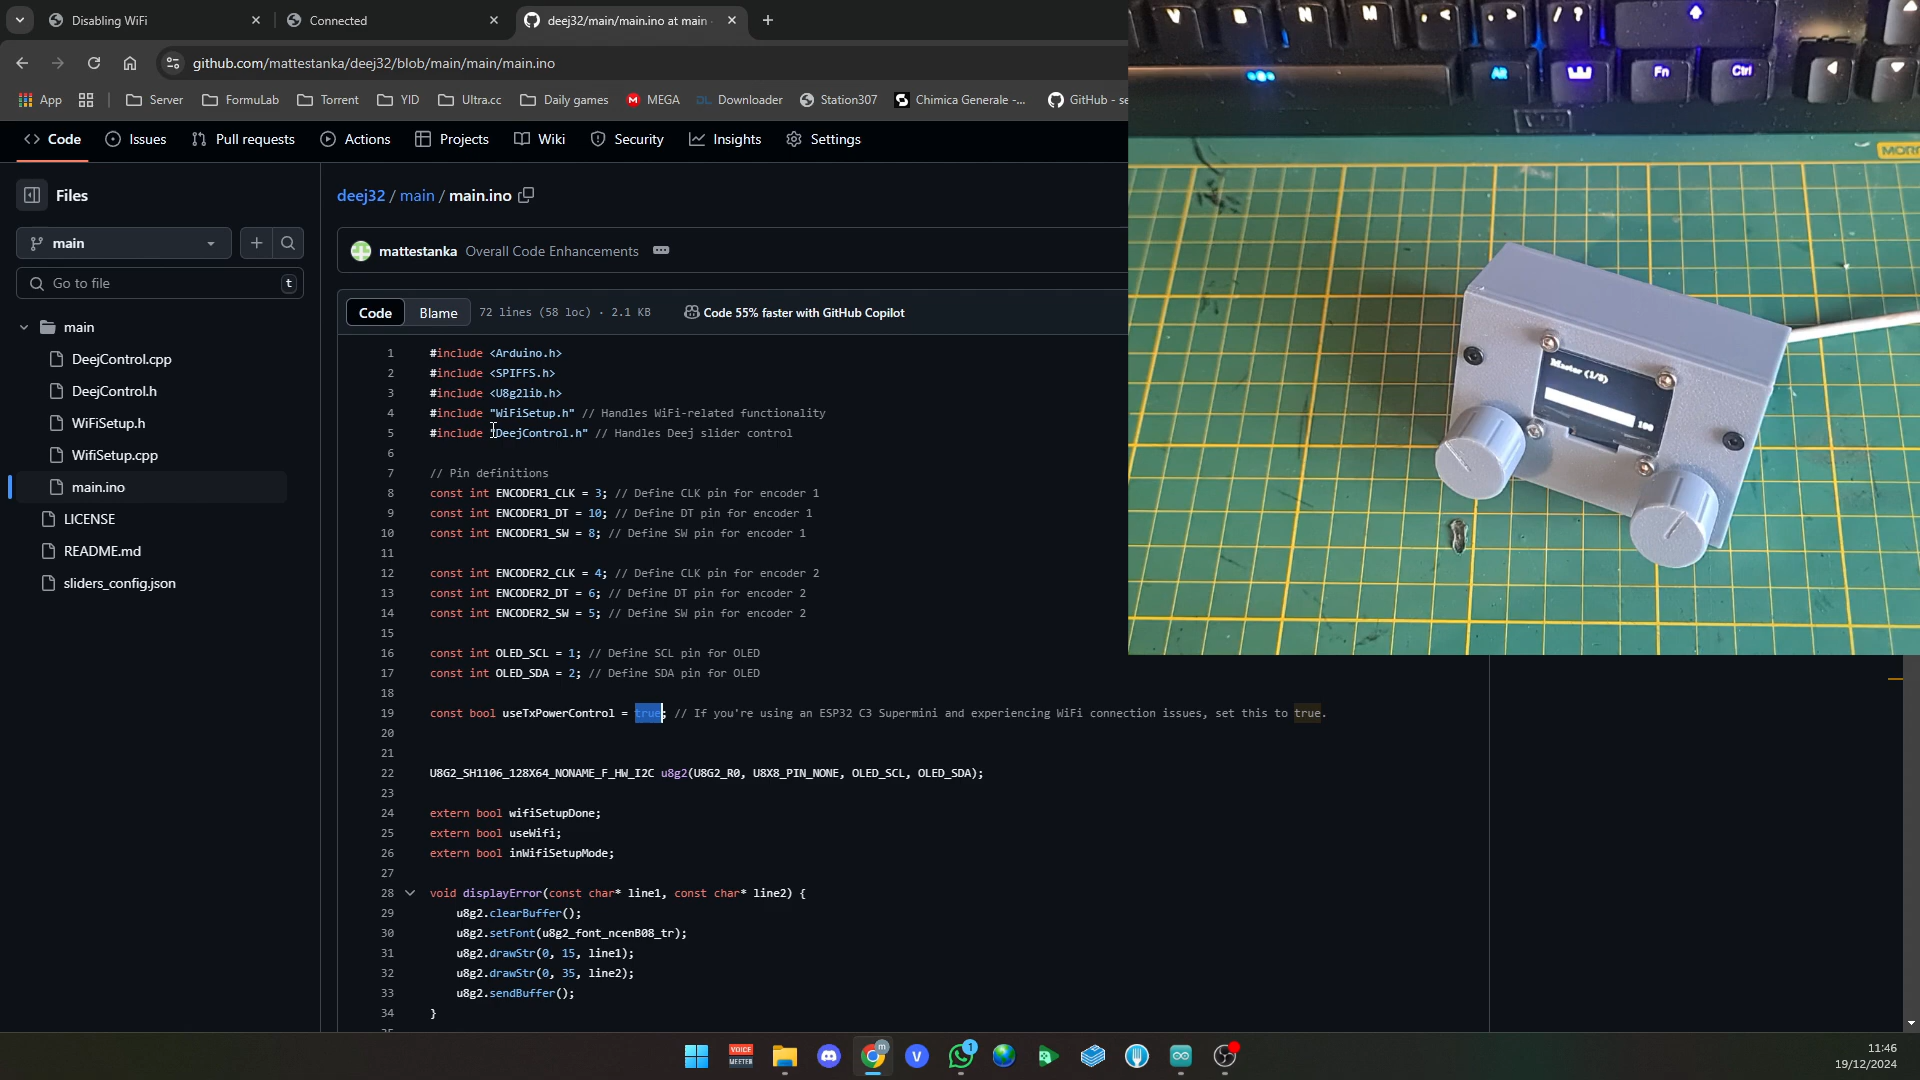 Disabling WiFi
Connected
deej32/main/main.ino at main
github.com/mattestanka/deej32/blob/main/main/main.ino
App
Server
FormuLab
Torrent
YID
Ultra.cc
Daily games
MEGA
DL
Downloader
Station307
Chimica Generale -...
GitHub - se
Code
Issues
Pull requests
Actions
Projects
Wiki
Security
Insights
Settings
Files
main
Go to file
t
main
DeejControl.cpp
DeejControl.h
WiFiSetup.h
WifiSetup.cpp
main.ino
LICENSE
README.md
sliders_config.json
deej32 / main / main.ino
mattestanka Overall Code Enhancements
Code
Blame
72 lines (58 loc) · 2.1 KB
Code 55% faster with GitHub Copilot
1 #include <Arduino.h>
2 #include <SPIFFS.h>
3 #include <U8g2lib.h>
4 #include "WiFiSetup.h" // Handles WiFi-related functionality
5 #include "DeejControl.h" // Handles Deej slider control
6
7 // Pin definitions
8 const int ENCODER1_CLK = 3; // Define CLK pin for encoder 1
9 const int ENCODER1_DT = 10; // Define DT pin for encoder 1
10 const int ENCODER1_SW = 8; // Define SW pin for encoder 1
11
12 const int ENCODER2_CLK = 4; // Define CLK pin for encoder 2
13 const int ENCODER2_DT = 6; // Define DT pin for encoder 2
14 const int ENCODER2_SW = 5; // Define SW pin for encoder 2
15
16 const int OLED_SCL = 1; // Define SCL pin for OLED
17 const int OLED_SDA = 2; // Define SDA pin for OLED
18
19 const bool useTxPowerControl = true; // If you're using an ESP32 C3 Supermini and experiencing WiFi connection issues, set this to true.
20
21
22 U8G2_SH1106_128X64_NONAME_F_HW_I2C u8g2(U8G2_R0, U8X8_PIN_NONE, OLED_SCL, OLED_SDA);
23
24 extern bool wifiSetupDone;
25 extern bool useWifi;
26 extern bool inWifiSetupMode;
27
28 void displayError(const char* line1, const char* line2) {
29 u8g2.clearBuffer();
30 u8g2.setFont(u8g2_font_ncenB08_tr);
31 u8g2.drawStr(0, 15, line1);
32 u8g2.drawStr(0, 35, line2);
33 u8g2.sendBuffer();
34 }
V B N M < > / ?
Fn
Ctrl
Master (1/5)
100
VOICE
MEETER
V
1
m
11:46
19/12/2024